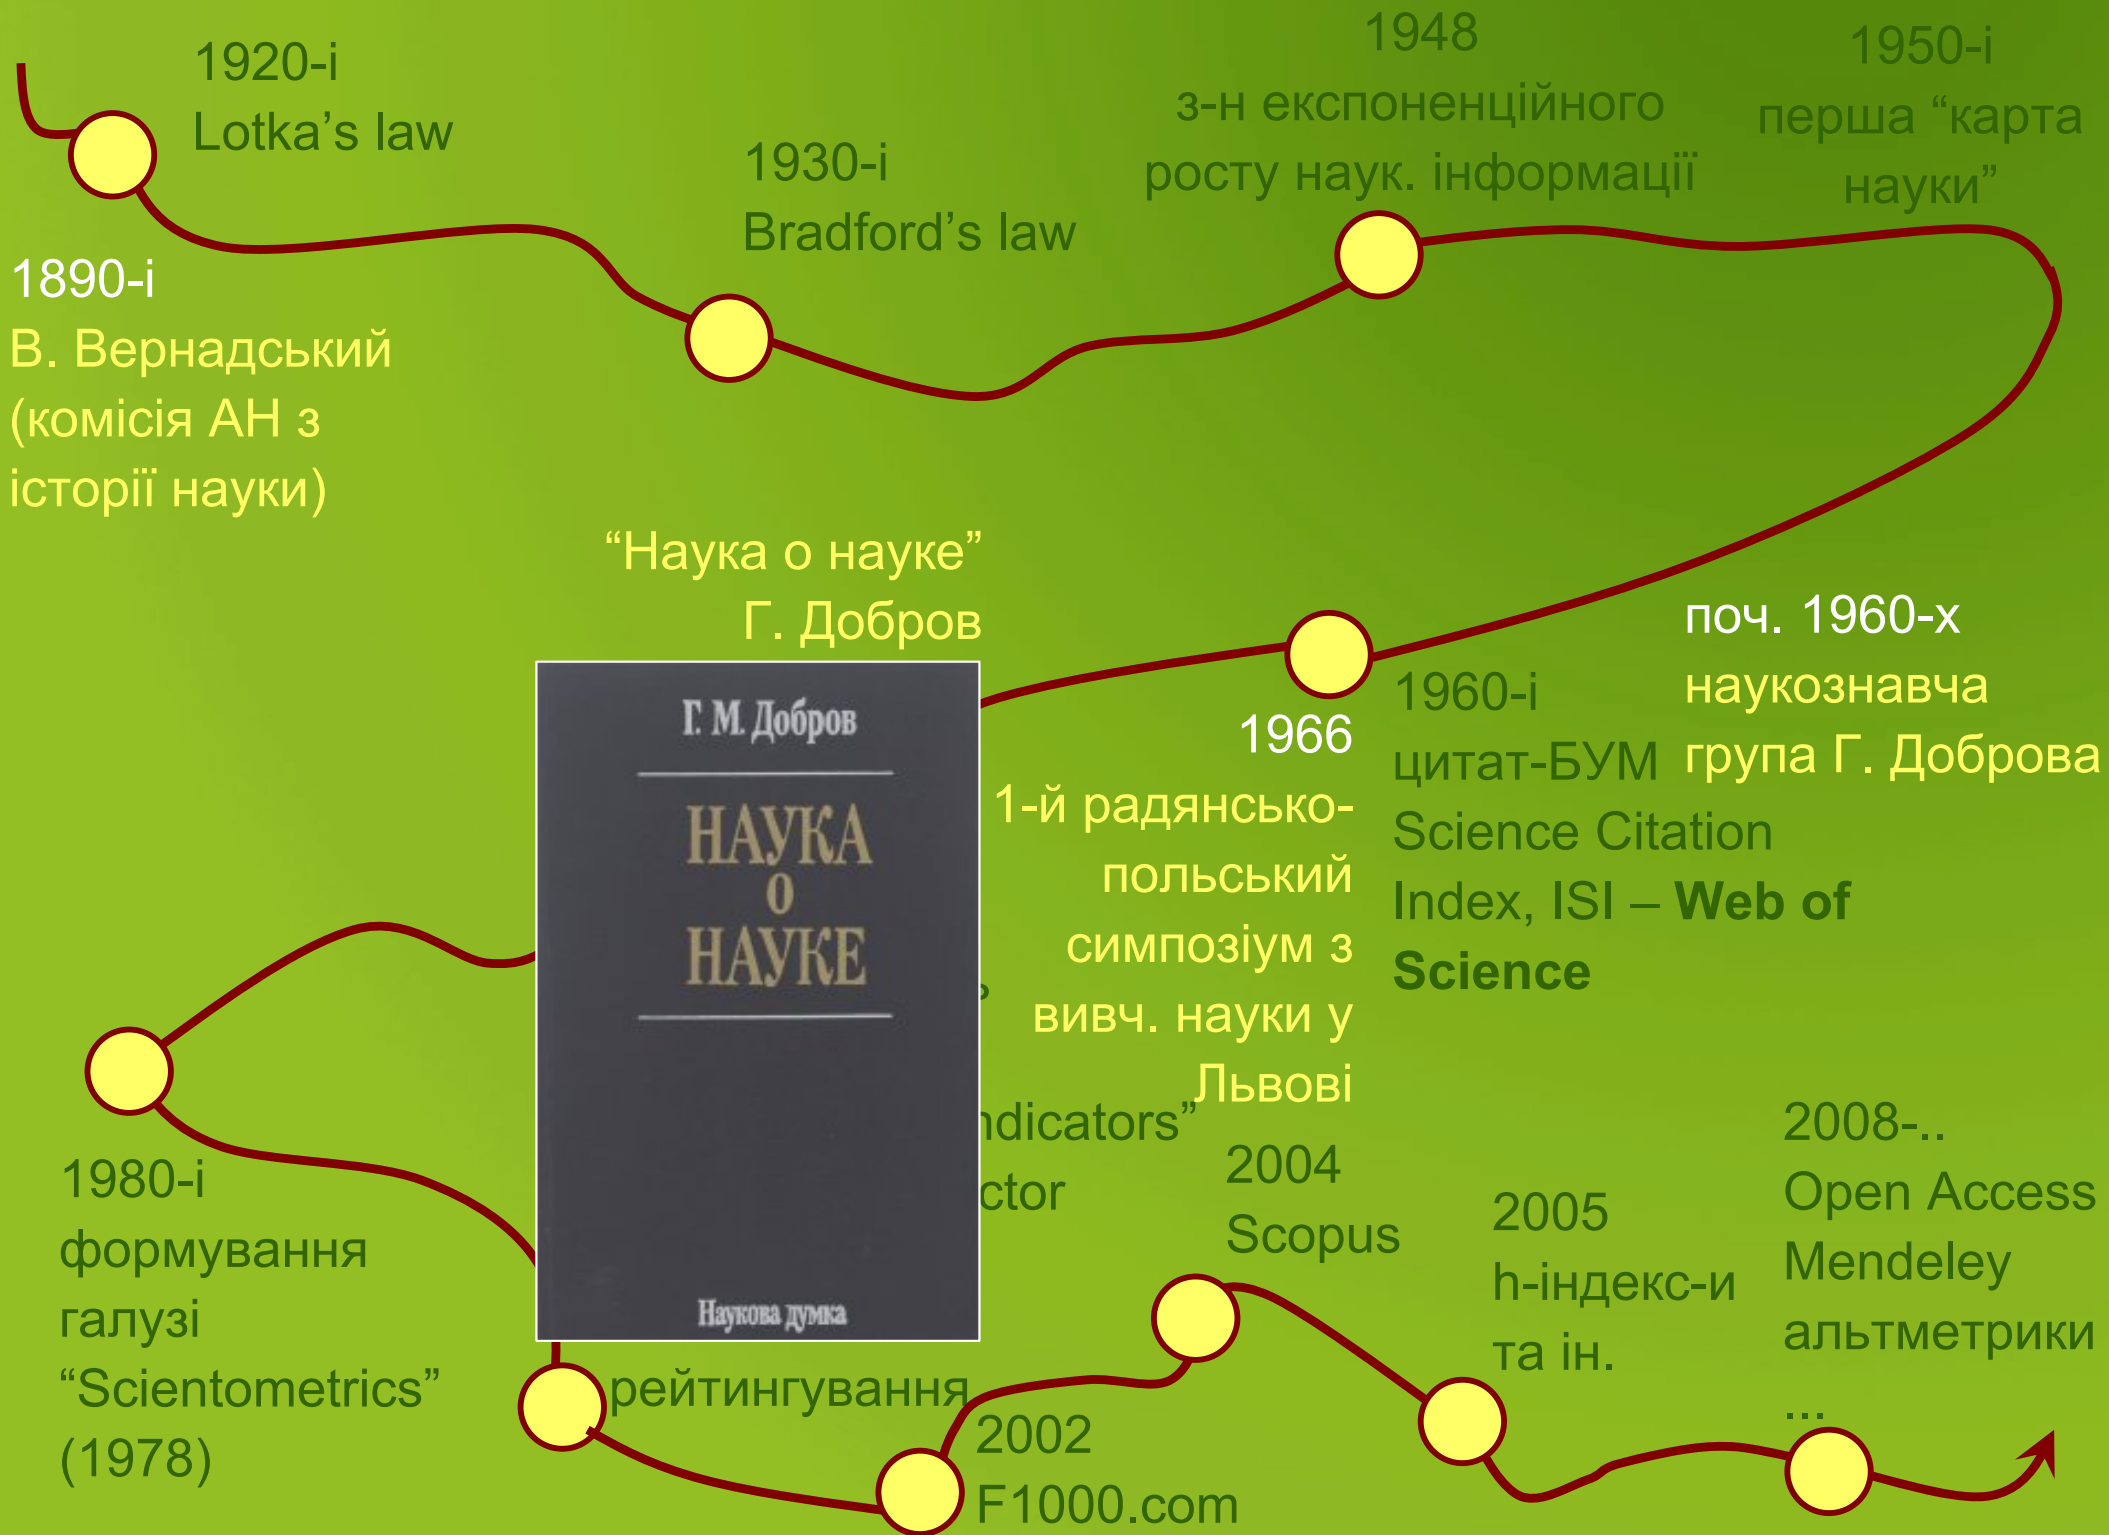 1920-і
Lotka’s law
1930-і
Bradford’s law
1948
з-н експоненційного
росту наук. інформації
1950-і
перша “карта
науки”
1890-і
В. Вернадський
(комісія АН з
історії науки)
“Наука о науке”
Г. Добров
Г. М. Добров
НАУКА
О
НАУКЕ
Наукова думка
1966
1-й радянсько-
польський
симпозіум з
вивч. науки у
Львові
1960-і
цитат-БУМ
Science Citation
Index, ISI – Web of
Science
поч. 1960-х
наукознавча
група Г. Доброва
1980-і
формування
галузі
“Scientometrics”
(1978)
рейтингування
2002
F1000.com
2004
Scopus
2005
h-індекс-и
та ін.
2008-..
Open Access
Mendeley
альтметрики
...